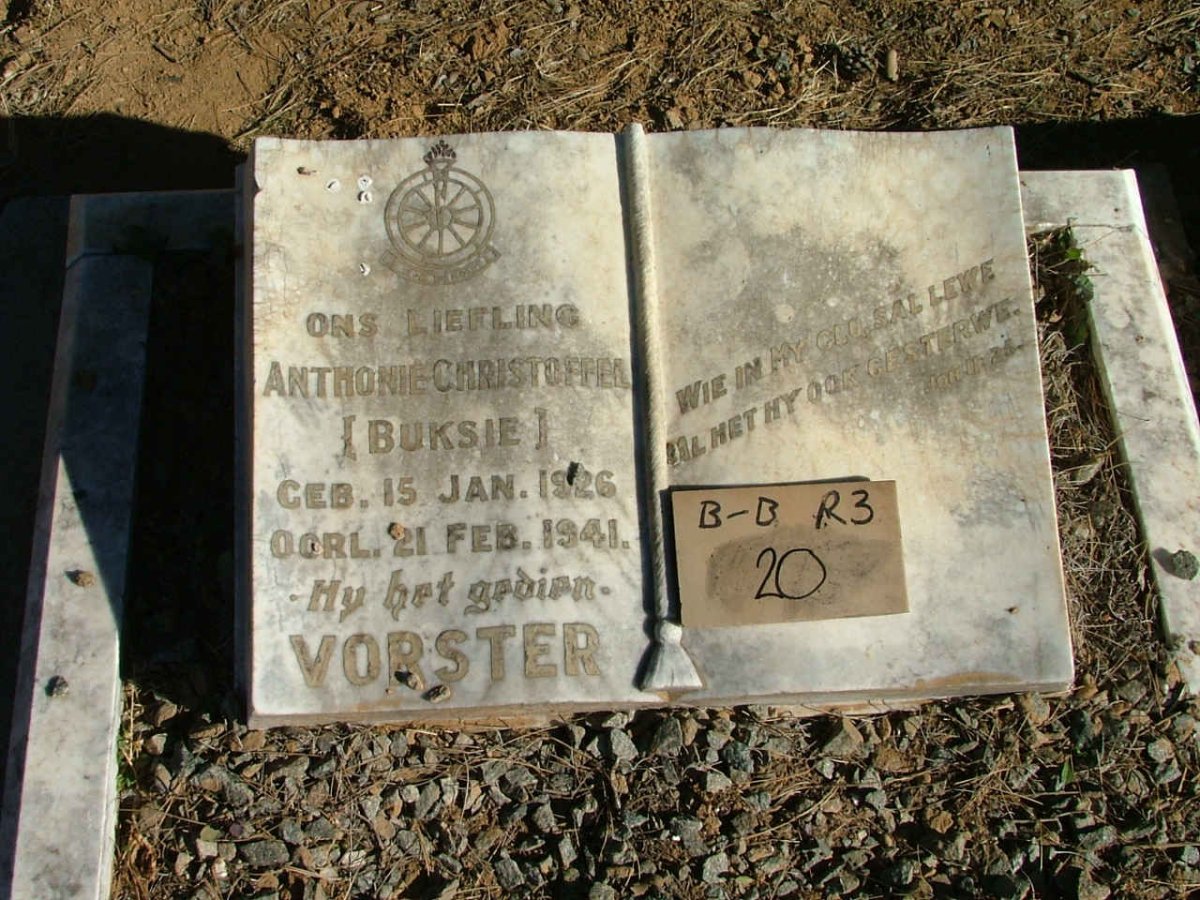 ONS LIEFLING
ANTHONIE CHRISTOFFEL
[BUKSIE]
GEB. 15 JAN. 1926
OORL. 21 FEB. 1941.
-Hy het gedien-
VORSTER
WIE IN MY GLO, SAL LEWE
AL HET HY OOK GESTERWE.
JOH.
B-B R3
20